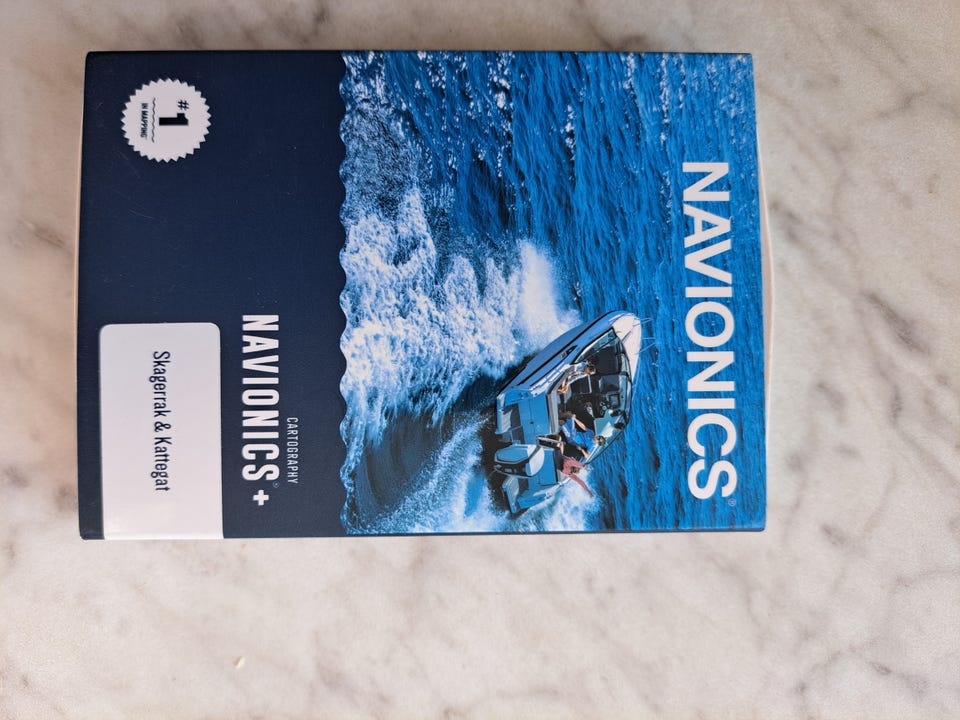 NAVIONICS®
CARTOGRAPHY
NAVIONICS®+
Skagerrak & Kattegat
#1
IN MAPPING